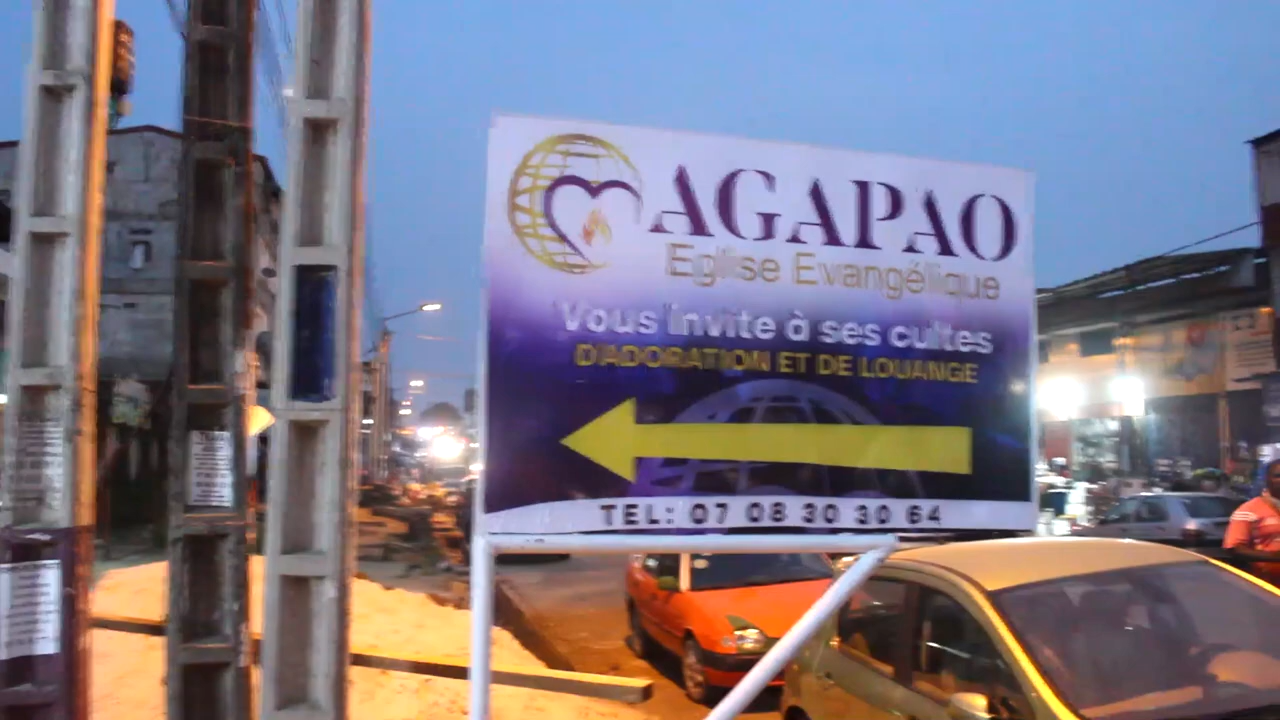 AGAPAO
Eglise Evangélique
Vous invite à ses cultes
D'ADORATION ET DE LOUANGE
TEL: 07 08 30 30 64